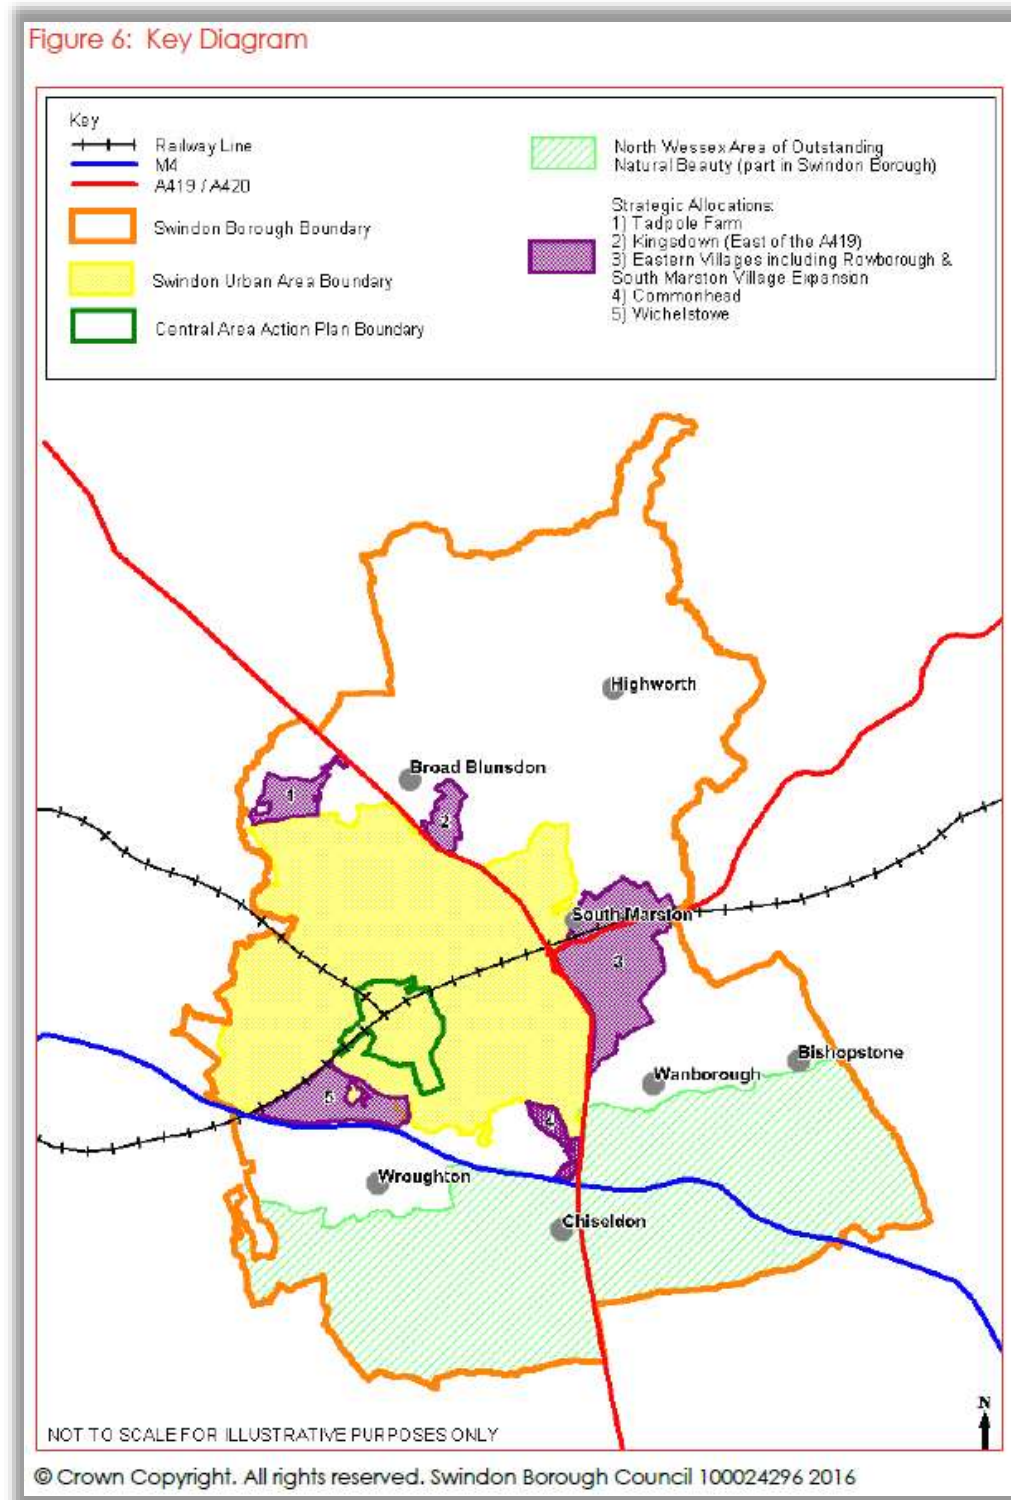 Figure 6: Key Diagram
Key
Railway Line
M4
A419 / A420
Swindon Borough Boundary
Swindon Urban Area Boundary
Central Area Action Plan Boundary
North Wessex Area of Outstanding
Natural Beauty (part in Swindon Borough)
Strategic Allocations:
1) Tadpole Farm
2) Kingsdown (East of the A419)
3) Eastern Villages including Rowborough &
South Marston Village Expansion
4) Commonhead
5) Wichelstowe
Highworth
Broad Blunsdon
1
2
South Marston
3
Bishopstone
Wanborough
5
4
Wroughton
Chiseldon
N
NOT TO SCALE FOR ILLUSTRATIVE PURPOSES ONLY
© Crown Copyright. All rights reserved. Swindon Borough Council 100024296 2016